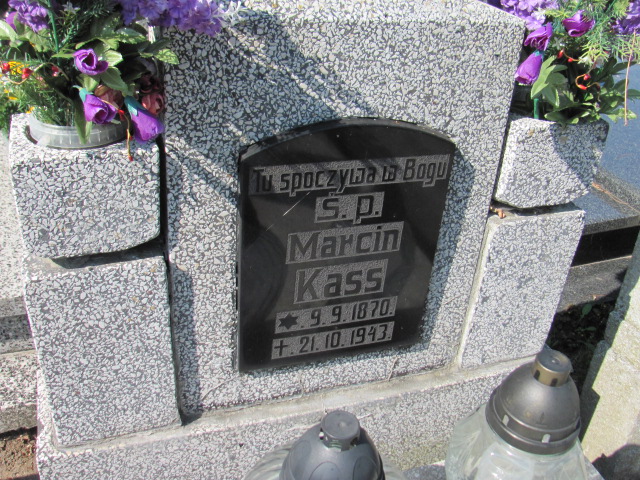 Tu spoczywa w Bogu
Ś. p.
Marcin
Kass
* 9. 9. 1870.
+ 21. 10. 1943.